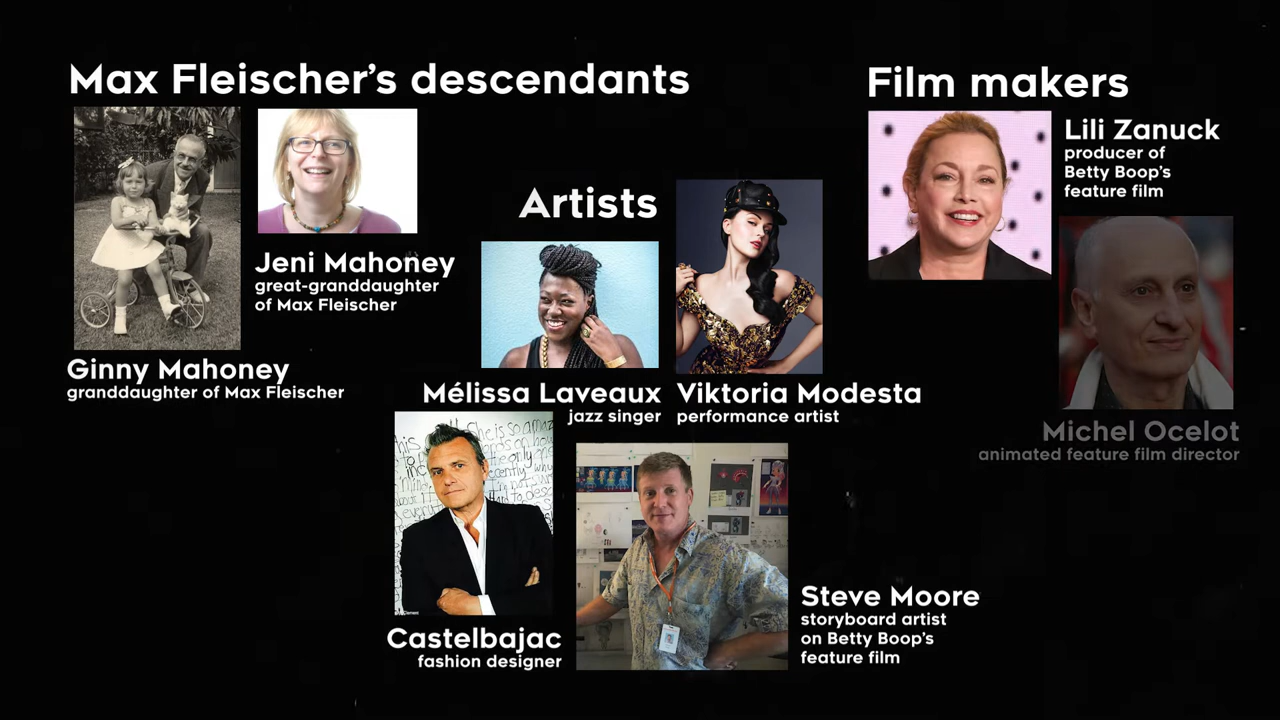 Max Fleischer's descendants
Jeni Mahoney
great-granddaughter
of Max Fleischer
Ginny Mahoney
granddaughter of Max Fleischer
Artists
Mélissa Laveaux
jazz singer
Viktoria Modesta
performance artist
Castelbajac
fashion designer
Steve Moore
storyboard artist
on Betty Boop's
feature film
Film makers
Lili Zanuck
producer of
Betty Boop's
feature film
Michel Ocelot
animated feature film director